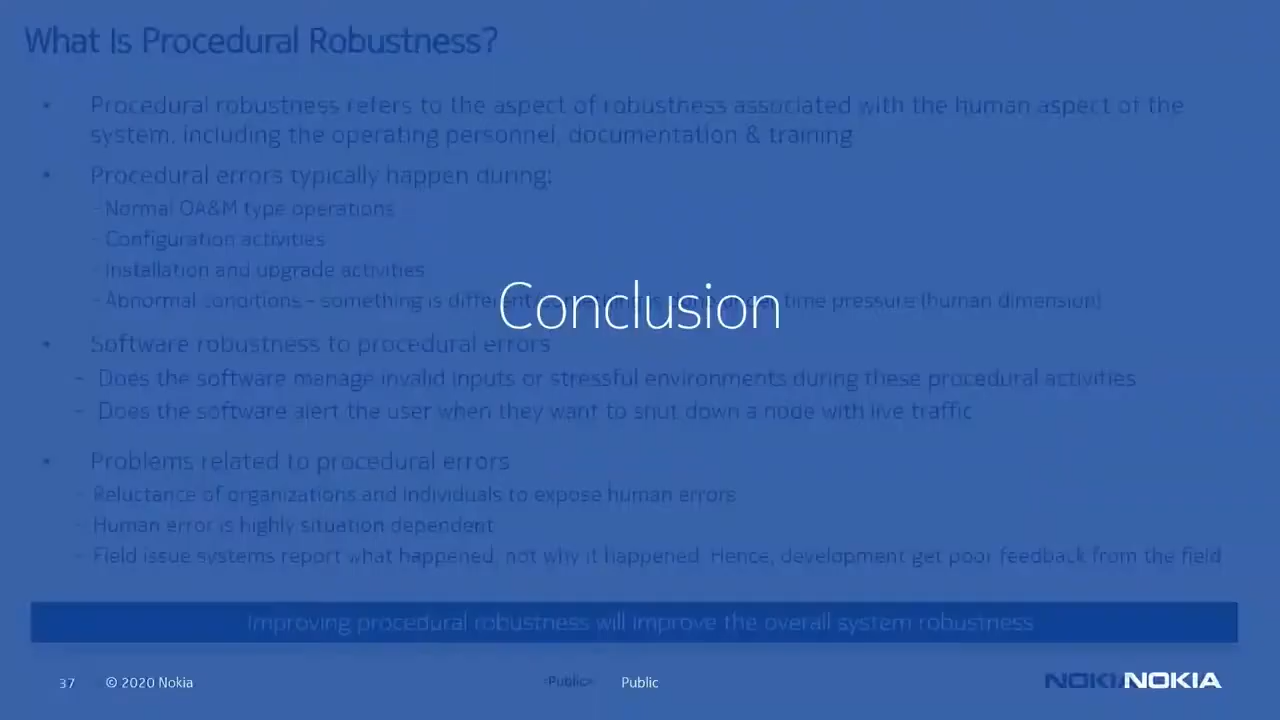 What Is Procedural Robustness?
• Procedural robustness refers to the aspect of robustness associated with the human aspect of the
system, including the operating personnel, documentation & training
• Procedural errors typically happen during:
- Normal OA&M type operations
- Configuration activities
- Installation and upgrade activities
- Abnormal conditions – something is different time pressure (human dimension)
Conclusion
• Software robustness to procedural errors
- Does the software manage invalid inputs or stressful environments during these procedural activities
- Does the software alert the user when they want to shut down a node with live traffic
• Problems related to procedural errors
- Reluctance of organizations and individuals to expose human errors
- Human error is highly situation dependent
- Field issue systems report what happened, not why it happened. Hence, development get poor feedback from the field
Improving procedural robustness will improve the overall system robustness
37 © 2020 Nokia <Public> Public NOKIA NOKIA